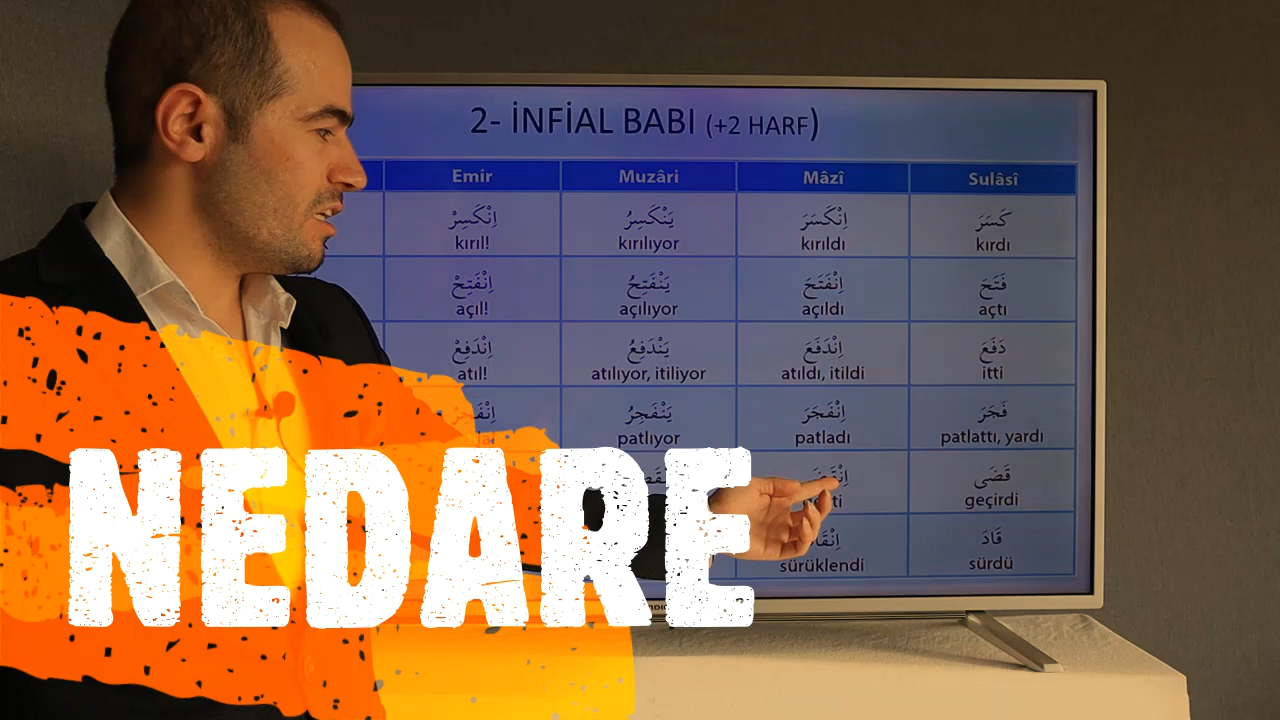 2- İNFİAL BABI (+2 HARF)
Emir Muzâri Mâzî Sulâsî
اِنْكَسِرْ يَنْكَسِرُ اِنْكَسَرَ كَسَرَ
kırıl! kırılıyor kırıldı kırdı
اِنْفَتِحْ يَنْفَتِحُ اِنْفَتَحَ فَتَحَ
açıl! açılıyor açıldı açtı
اِنْدَفِعْ يَنْدَفِعُ اِنْدَفَعَ دَفَعَ
atıl! atılıyor, itiliyor atıldı, itildi itti
يَنْفَجِرُ اِنْفَجَرَ فَجَرَ
patlıyor patladı patlattı, yardı
قَضَى
geçirdi
قَادَ
sürüklendi sürdü
NEDARE